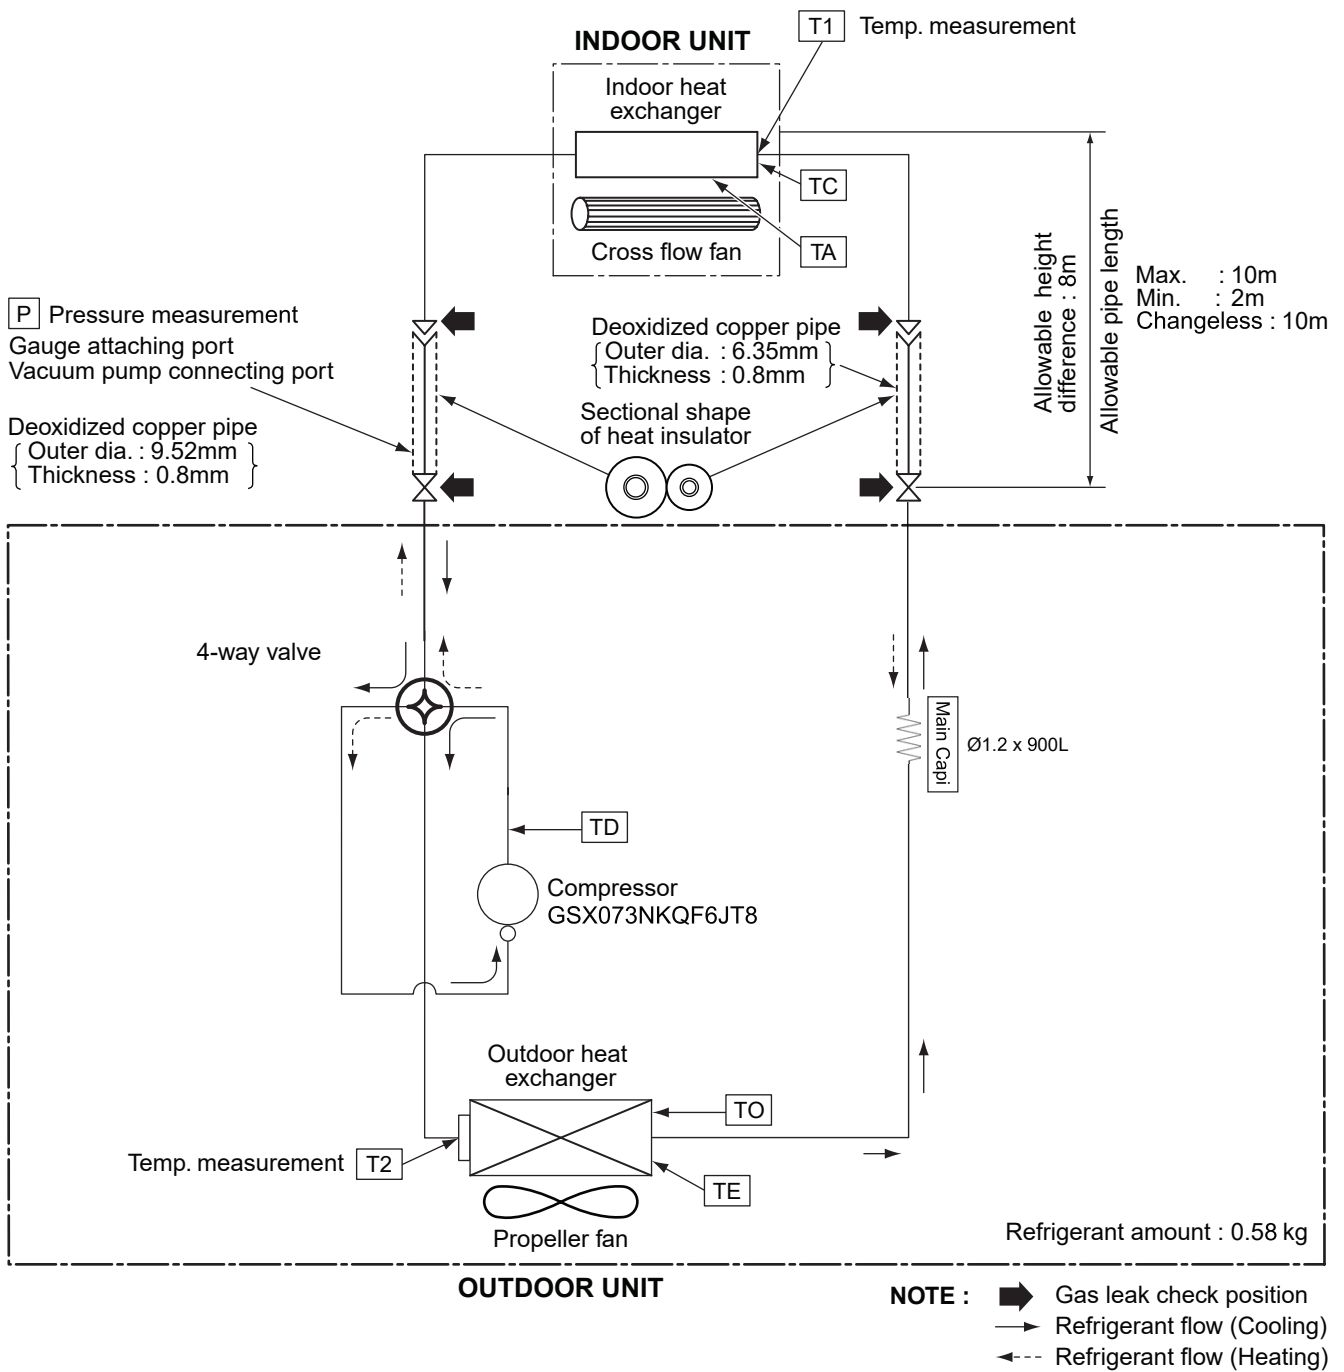 T1 Temp. measurement
INDOOR UNIT
Indoor heat
exchanger
TC
Cross flow fan
TA
P Pressure measurement
Gauge attaching port
Vacuum pump connecting port
Deoxidized copper pipe
Outer dia. : 9.52mm
Thickness : 0.8mm
Deoxidized copper pipe
Outer dia. : 6.35mm
Thickness : 0.8mm
Sectional shape
of heat insulator
Allowable height
difference : 8m
Allowable pipe length
Max. : 10m
Min. : 2m
Changeless : 10m
4-way valve
Main Capi
Ø1.2 x 900L
TD
Compressor
GSX073NKQF6JT8
Outdoor heat
exchanger
TO
Temp. measurement T2
TE
Propeller fan
Refrigerant amount : 0.58 kg
OUTDOOR UNIT
NOTE : Gas leak check position
Refrigerant flow (Cooling)
Refrigerant flow (Heating)